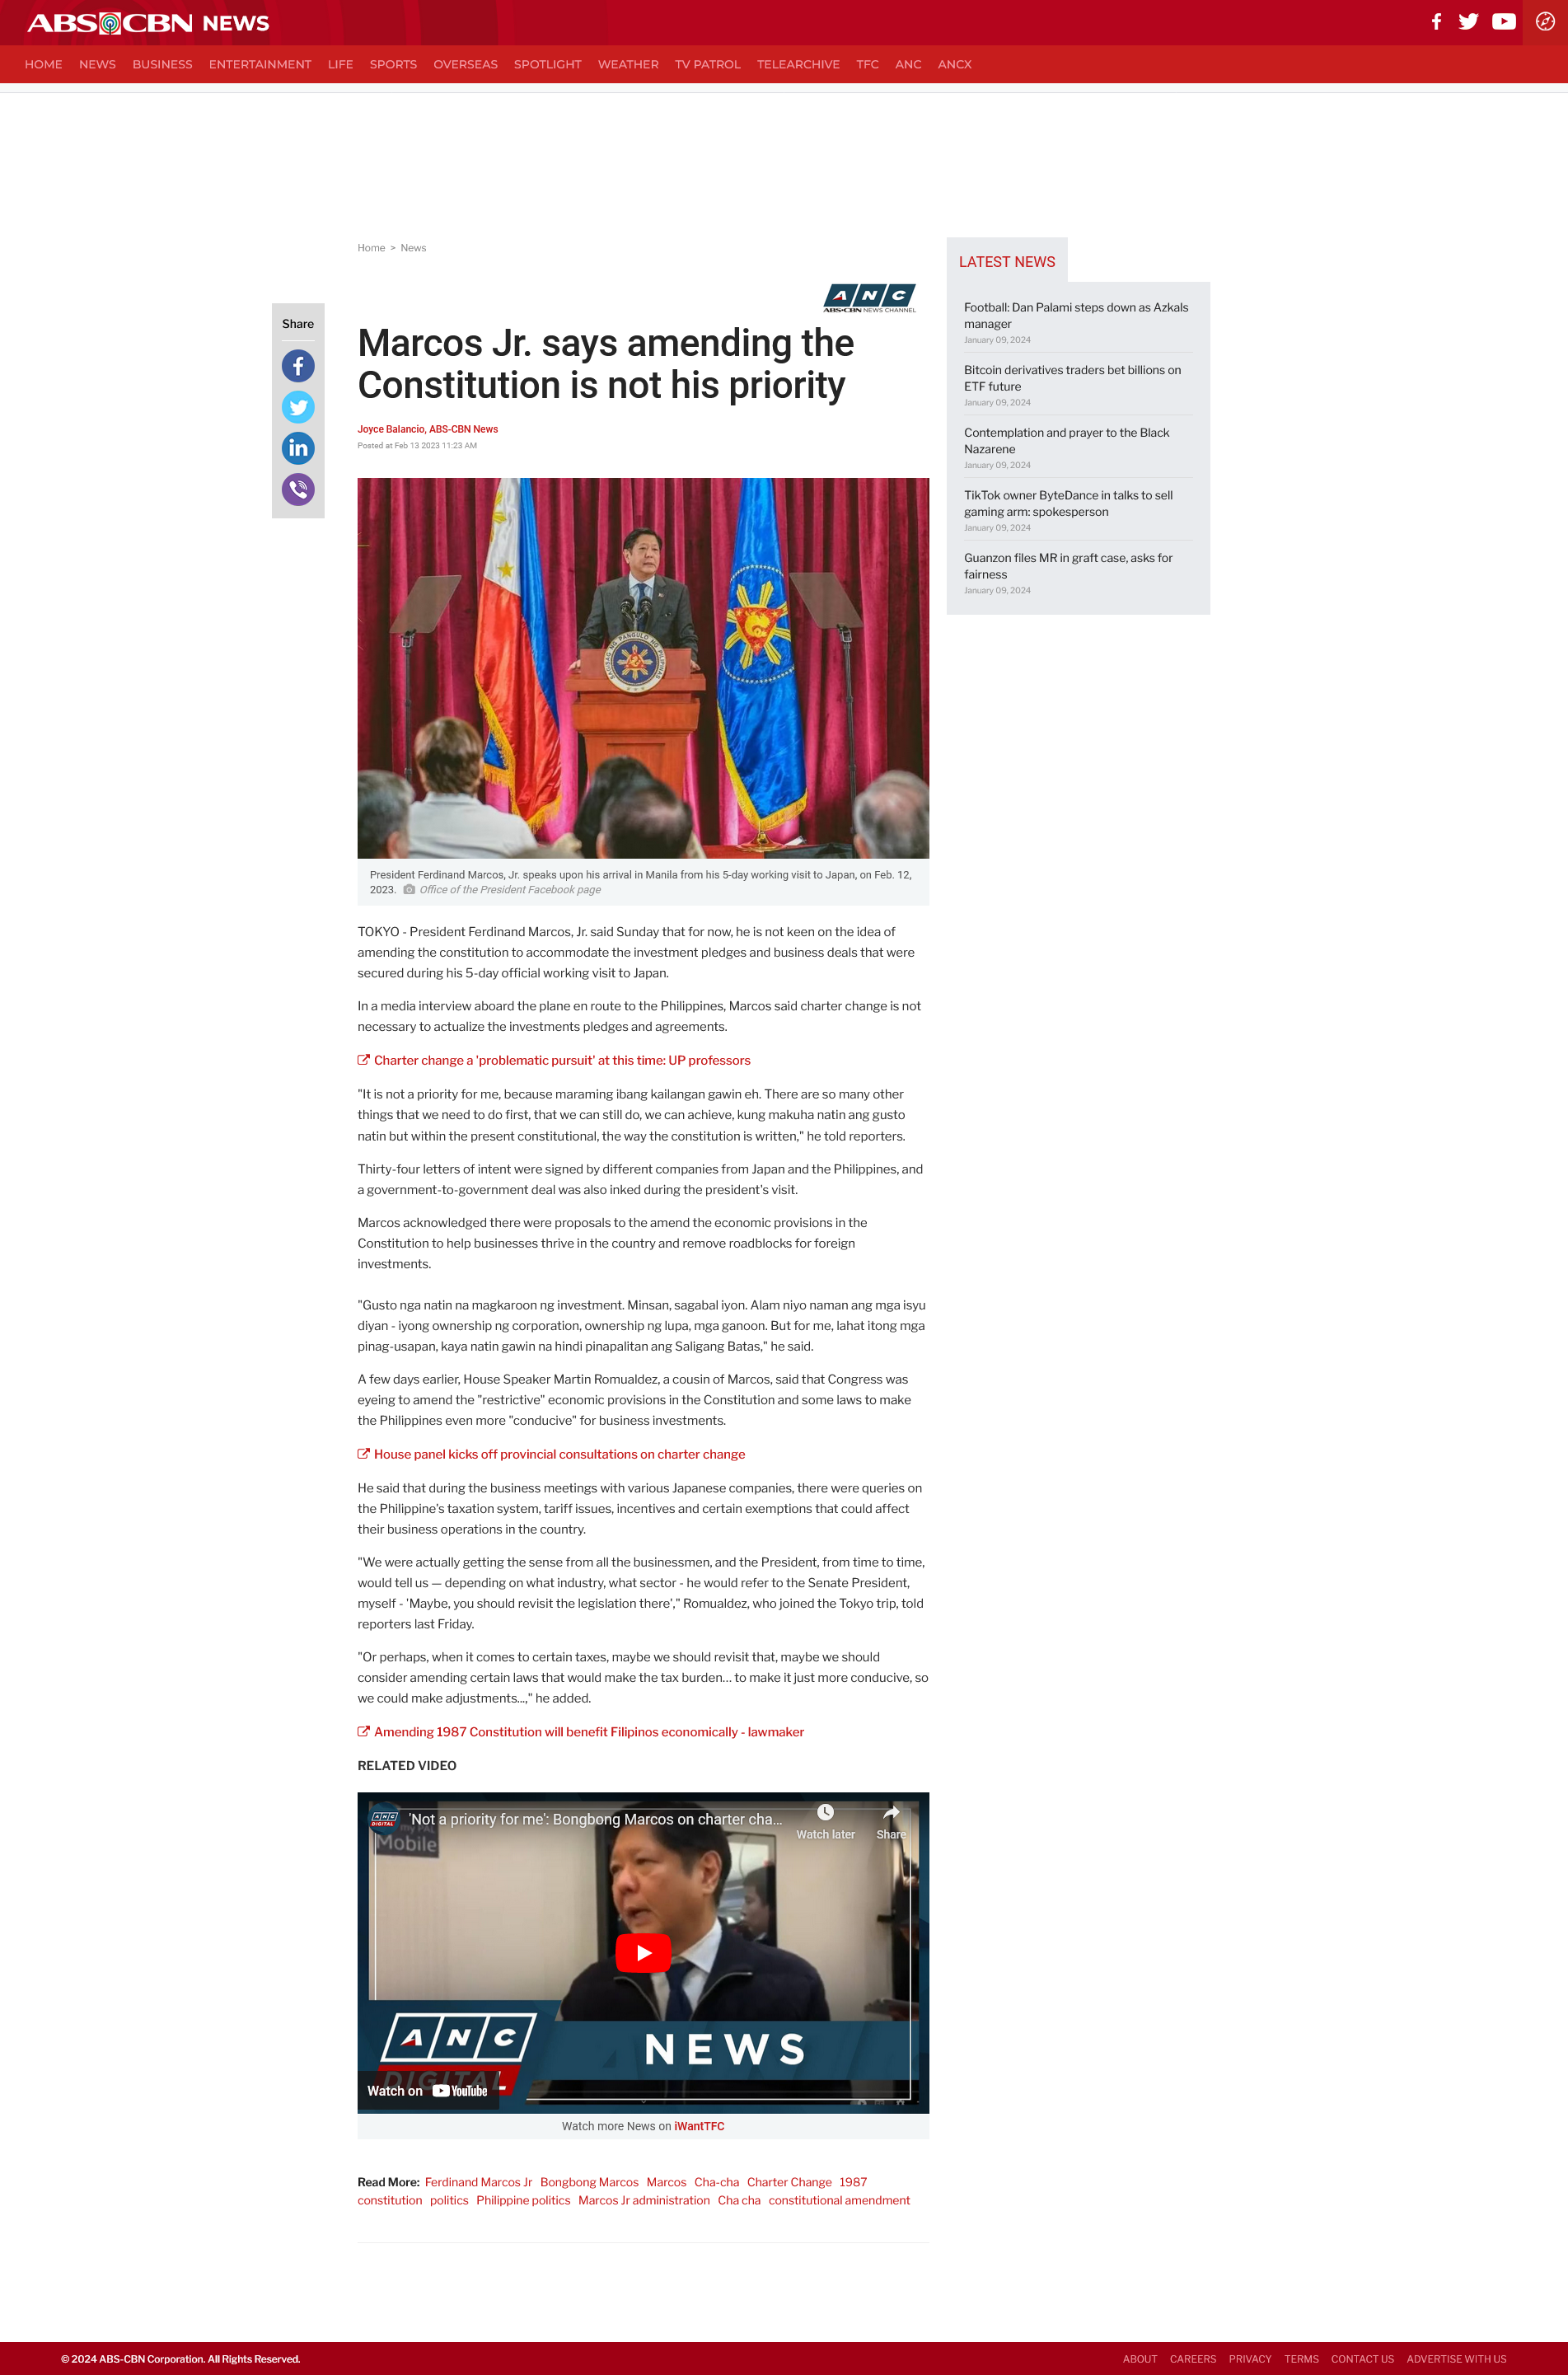 ABS-CBN NEWS
HOME NEWS BUSINESS ENTERTAINMENT LIFE SPORTS OVERSEAS SPOTLIGHT WEATHER TV PATROL TELEARCHIVE TFC ANC ANCX
Home > News
ANC
ABS-CBN NEWS CHANNEL
Share
Marcos Jr. says amending the
Constitution is not his priority
Joyce Balancio, ABS-CBN News
Posted at Feb 13 2023 11:23 AM
President Ferdinand Marcos, Jr. speaks upon his arrival in Manila from his 5-day working visit to Japan, on Feb. 12,
2023. Office of the President Facebook page
TOKYO - President Ferdinand Marcos, Jr. said Sunday that for now, he is not keen on the idea of
amending the constitution to accommodate the investment pledges and business deals that were
secured during his 5-day official working visit to Japan.
In a media interview aboard the plane en route to the Philippines, Marcos said charter change is not
necessary to actualize the investments pledges and agreements.
Charter change a 'problematic pursuit' at this time: UP professors
"It is not a priority for me, because maraming ibang kailangan gawin eh. There are so many other
things that we need to do first, that we can still do, we can achieve, kung makuha natin ang gusto
natin but within the present constitutional, the way the constitution is written," he told reporters.
Thirty-four letters of intent were signed by different companies from Japan and the Philippines, and
a government-to-government deal was also inked during the president's visit.
Marcos acknowledged there were proposals to the amend the economic provisions in the
Constitution to help businesses thrive in the country and remove roadblocks for foreign
investments.
"Gusto nga natin na magkaroon ng investment. Minsan, sagabal iyon. Alam niyo naman ang mga isyu
diyan - iyong ownership ng corporation, ownership ng lupa, mga ganoon. But for me, lahat itong mga
pinag-usapan, kaya natin gawin na hindi pinapalitan ang Saligang Batas," he said.
A few days earlier, House Speaker Martin Romualdez, a cousin of Marcos, said that Congress was
eyeing to amend the "restrictive" economic provisions in the Constitution and some laws to make
the Philippines even more "conducive" for business investments.
House panel kicks off provincial consultations on charter change
He said that during the business meetings with various Japanese companies, there were queries on
the Philippine's taxation system, tariff issues, incentives and certain exemptions that could affect
their business operations in the country.
"We were actually getting the sense from all the businessmen, and the President, from time to time,
would tell us — depending on what industry, what sector - he would refer to the Senate President,
myself - 'Maybe, you should revisit the legislation there'," Romualdez, who joined the Tokyo trip, told
reporters last Friday.
"Or perhaps, when it comes to certain taxes, maybe we should revisit that, maybe we should
consider amending certain laws that would make the tax burden... to make it just more conducive, so
we could make adjustments...," he added.
Amending 1987 Constitution will benefit Filipinos economically - lawmaker
RELATED VIDEO
'Not a priority for me': Bongbong Marcos on charter cha...
Watch later Share
my PAL
Mobile
ANC NEWS
DIGITAL
Watch on YouTube
Watch more News on iWantTFC
Read More: Ferdinand Marcos Jr Bongbong Marcos Marcos Cha-cha Charter Change 1987
constitution politics Philippine politics Marcos Jr administration Cha cha constitutional amendment
LATEST NEWS
Football: Dan Palami steps down as Azkals
manager
January 09, 2024
Bitcoin derivatives traders bet billions on
ETF future
January 09, 2024
Contemplation and prayer to the Black
Nazarene
January 09, 2024
TikTok owner ByteDance in talks to sell
gaming arm: spokesperson
January 09, 2024
Guanzon files MR in graft case, asks for
fairness
January 09, 2024
© 2024 ABS-CBN Corporation. All Rights Reserved.
ABOUT CAREERS PRIVACY TERMS CONTACT US ADVERTISE WITH US